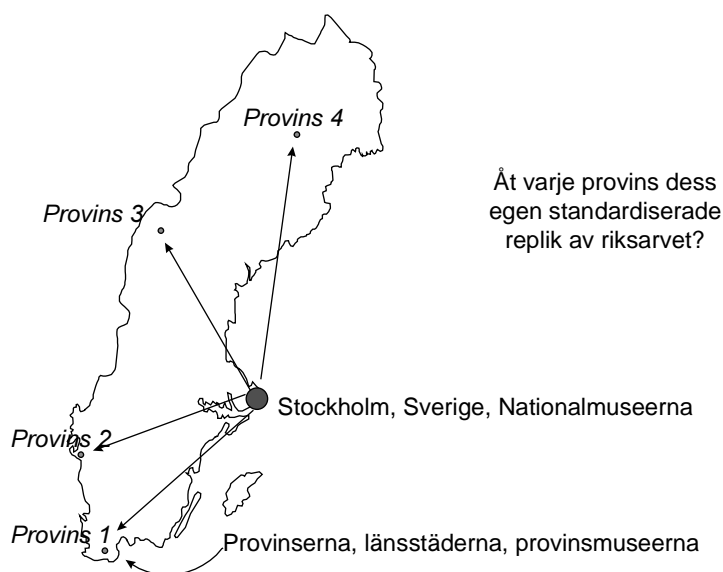 Provins 4
Åt varje provins dess
egen standardiserade
replik av riksarvet?
Provins 3
Stockholm, Sverige, Nationalmuseerna
Provins 2
Provins 1
Provinserna, länsstäderna, provinsmuseerna